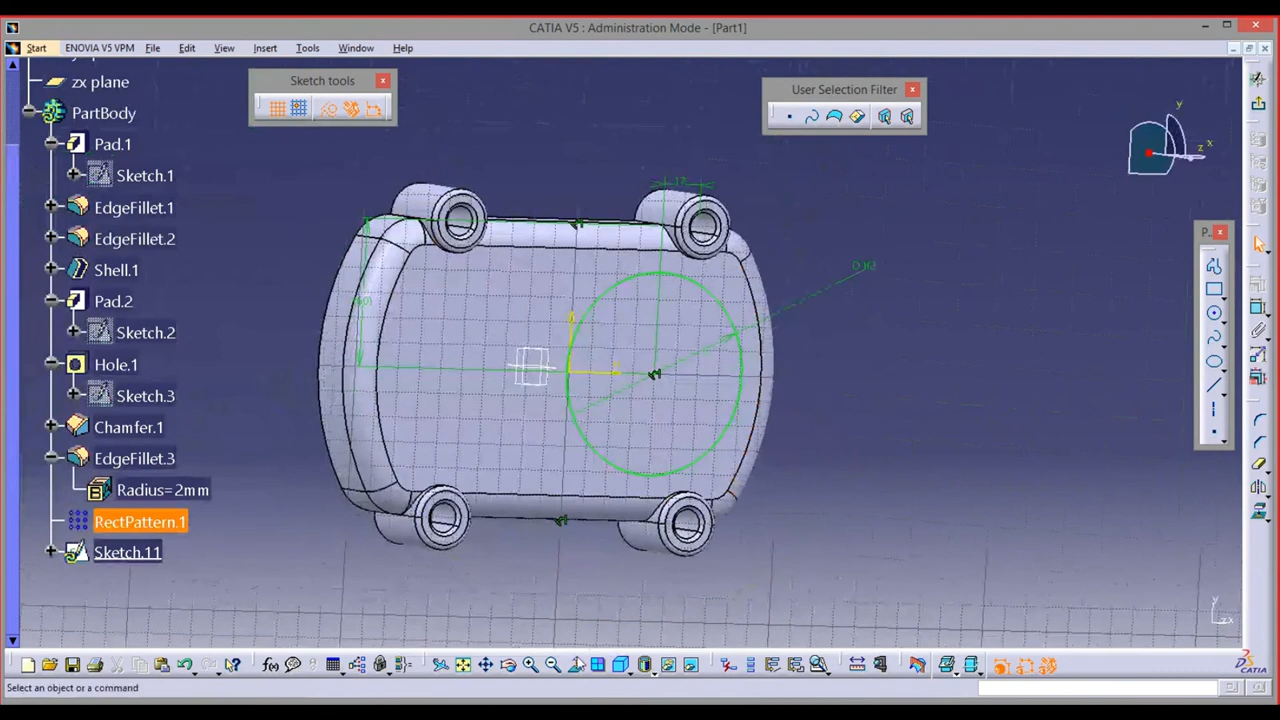 CATIA V5 : Administration Mode - [Part1]
Start ENOVIA V5 VPM File Edit View Insert Tools Window Help
Sketch tools
User Selection Filter
zx plane
PartBody
Pad.1
Sketch.1
EdgeFillet.1
EdgeFillet.2
Shell.1
Pad.2
Sketch.2
Hole.1
Sketch.3
Chamfer.1
EdgeFillet.3
Radius=2mm
RectPattern.1
Sketch.11
y
z x
P..
f(x)
CATIA
Select an object or a command